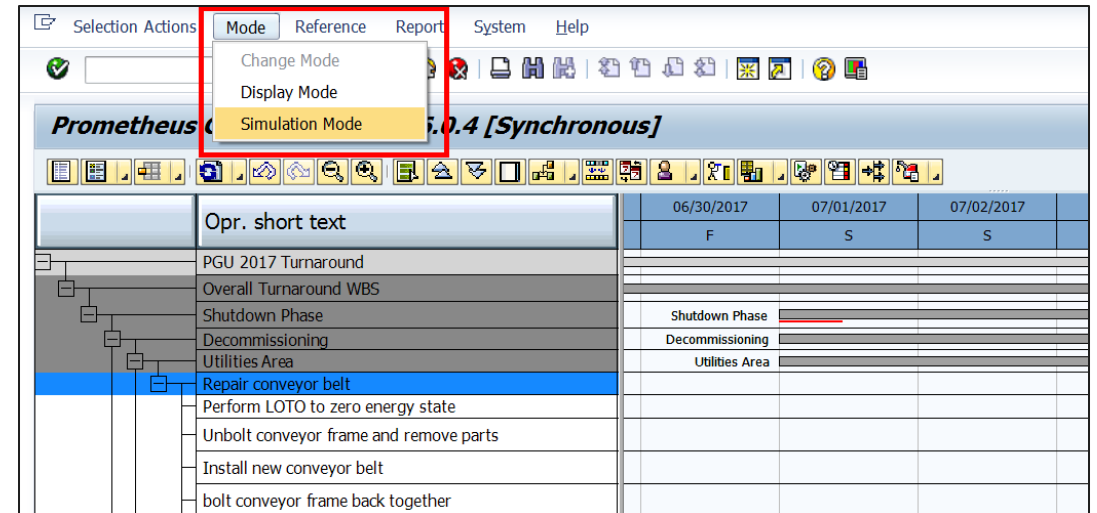 Selection Actions Mode Reference Report System Help
Change Mode
Display Mode
Simulation Mode
Prometheus .0.4 [Synchronous]
Opr. short text
06/30/2017 07/01/2017 07/02/2017
F S S
PGU 2017 Turnaround
Overall Turnaround WBS
Shutdown Phase Shutdown Phase
Decommissioning Decommissioning
Utilities Area Utilities Area
Repair conveyor belt
Perform LOTO to zero energy state
Unbolt conveyor frame and remove parts
Install new conveyor belt
bolt conveyor frame back together